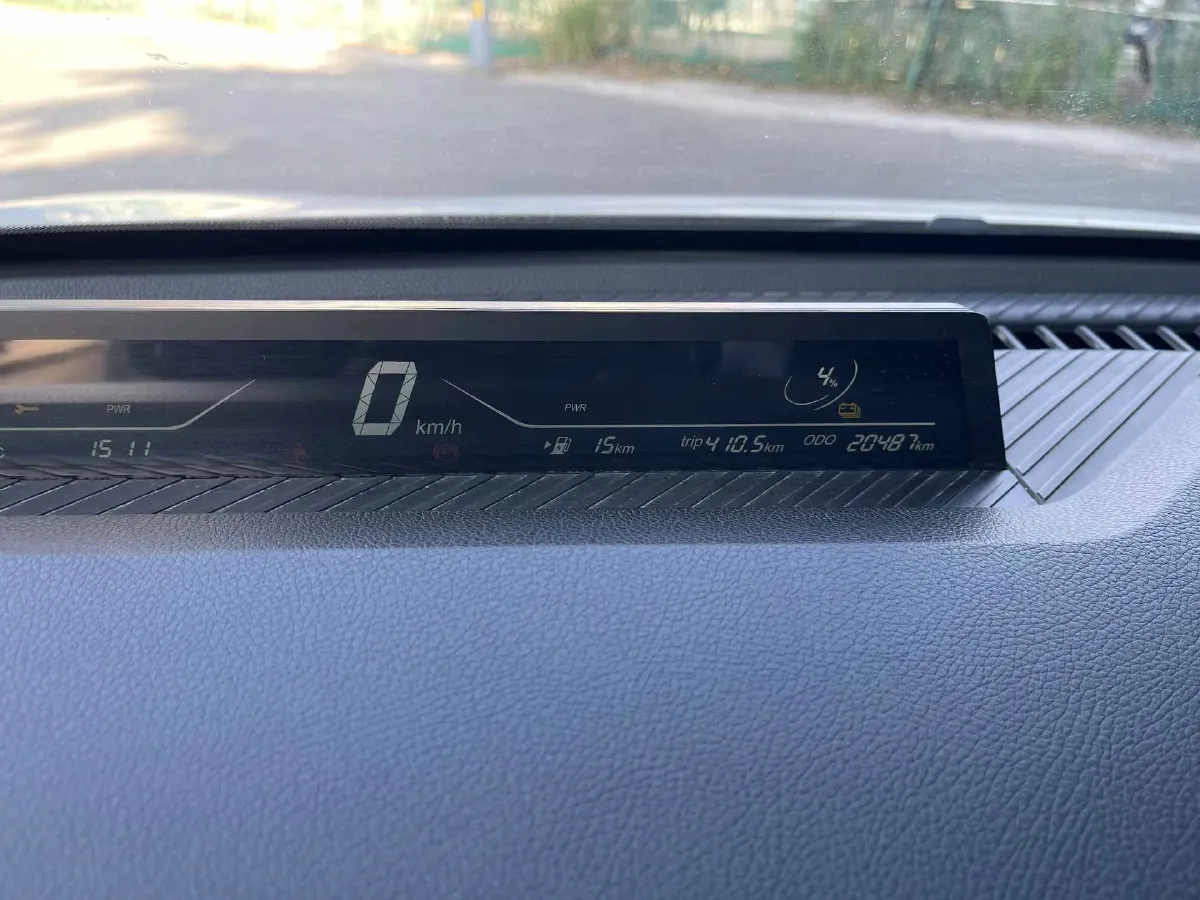 4%
PWR
0 km/h
PWR
C
15 11
15km
trip 410.5km
ODO 20487km